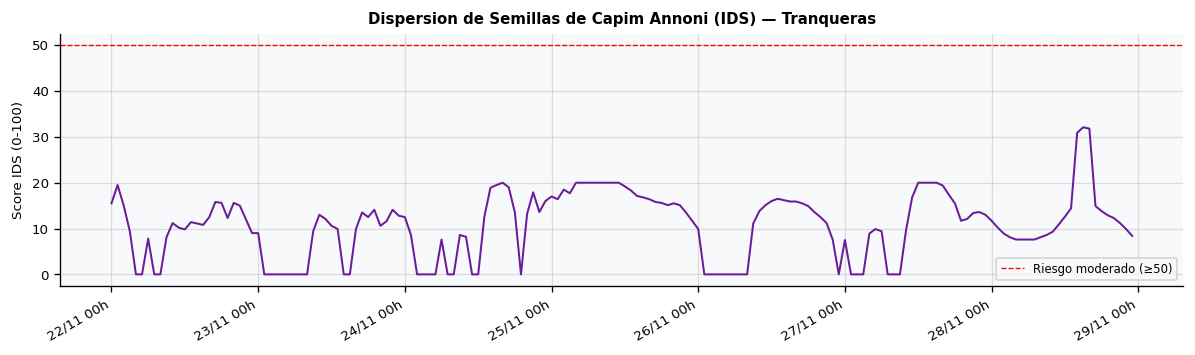 Dispersion de Semillas de Capim Annoni (IDS) — Tranqueras
Score IDS (0-100)
50
40
30
20
10
0
Riesgo moderado (≥50)
22/11 00h
23/11 00h
24/11 00h
25/11 00h
26/11 00h
27/11 00h
28/11 00h
29/11 00h